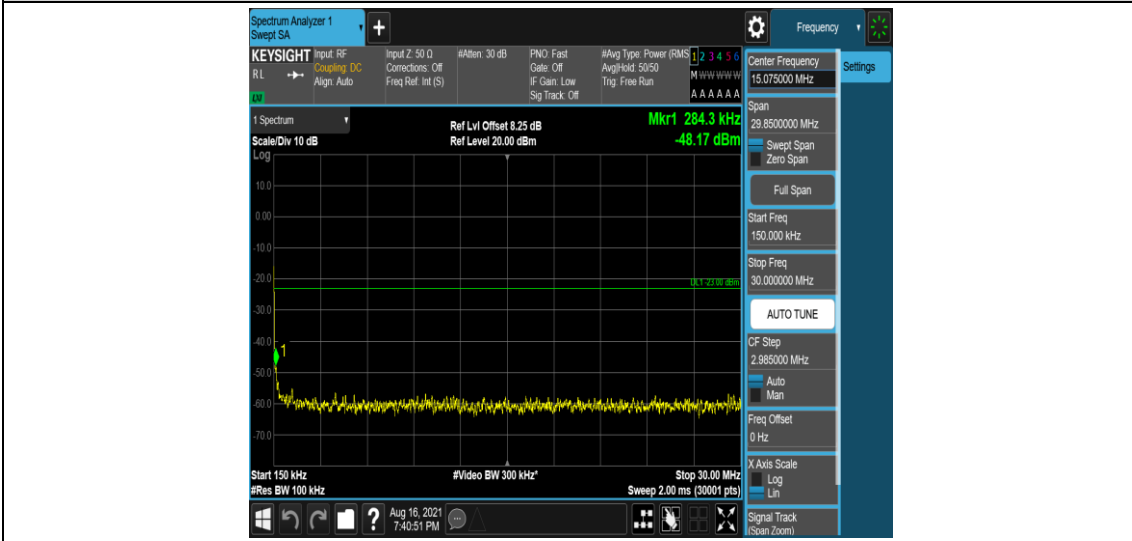 Spectrum Analyzer 1
Swept SA
+
Frequency
KEYSIGHT
RL
LXI
Input: RF
Coupling: DC
Align: Auto
Input Z: 50 Ω
Corrections: Off
Freq Ref: Int (S)
#Atten: 30 dB
PNO: Fast
Gate: Off
IF Gain: Low
Sig Track: Off
#Avg Type: Power (RMS
Avg|Hold: 50/50
Trig: Free Run
1 2 3 4 5 6
M W W W W W
A A A A A A
1 Spectrum
Scale/Div 10 dB
Log
Ref Lvl Offset 8.25 dB
Ref Level 20.00 dBm
Mkr1 284.3 kHz
-48.17 dBm
10.0
0.00
-10.0
-20.0
DL1 -23.00 dBm
-30.0
-40.0
1
-50.0
-60.0
-70.0
Start 150 kHz
#Video BW 300 kHz*
Stop 30.00 MHz
#Res BW 100 kHz
Sweep 2.00 ms (30001 pts)
?
Aug 16, 2021
7:40:51 PM
Center Frequency
15.075000 MHz
Settings
Span
29.8500000 MHz
Swept Span
Zero Span
Full Span
Start Freq
150.000 kHz
Stop Freq
30.000000 MHz
AUTO TUNE
CF Step
2.985000 MHz
Auto
Man
Freq Offset
0 Hz
X Axis Scale
Log
Lin
Signal Track
(Span Zoom)